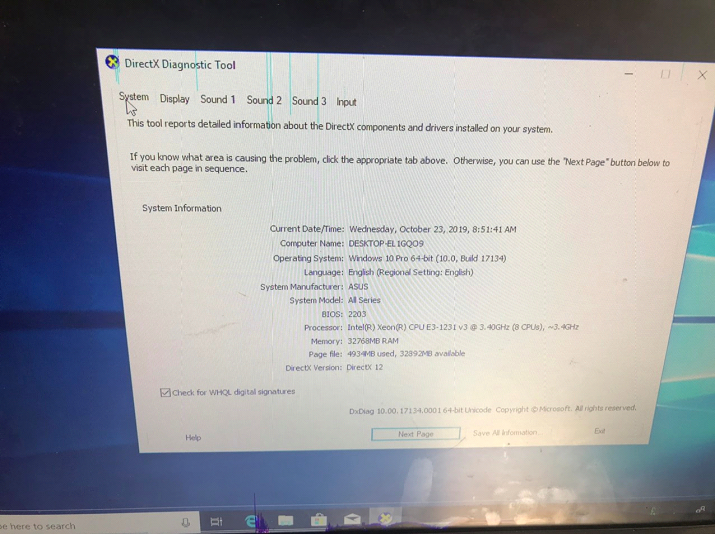 DirectX Diagnostic Tool
System Display Sound 1 Sound 2 Sound 3 Input
This tool reports detailed information about the DirectX components and drivers installed on your system.
If you know what area is causing the problem, click the appropriate tab above. Otherwise, you can use the "Next Page" button below to
visit each page in sequence.
System Information
Current Date/Time: Wednesday, October 23, 2019, 8:51:41 AM
Computer Name: DESKTOP-EL1GQO9
Operating System: Windows 10 Pro 64-bit (10.0, Build 17134)
Language: English (Regional Setting: English)
System Manufacturer: ASUS
System Model: All Series
BIOS: 2203
Processor: Intel(R) Xeon(R) CPU E3-1231 v3 @ 3.40GHz (8 CPUs), ~3.4GHz
Memory: 32768MB RAM
Page file: 4934MB used, 32892MB available
DirectX Version: DirectX 12
Check for WHQL digital signatures
DxDiag 10.00.17134.0001 64-bit Unicode Copyright © Microsoft. All rights reserved.
Help Next Page Save All Information... Exit
here to search